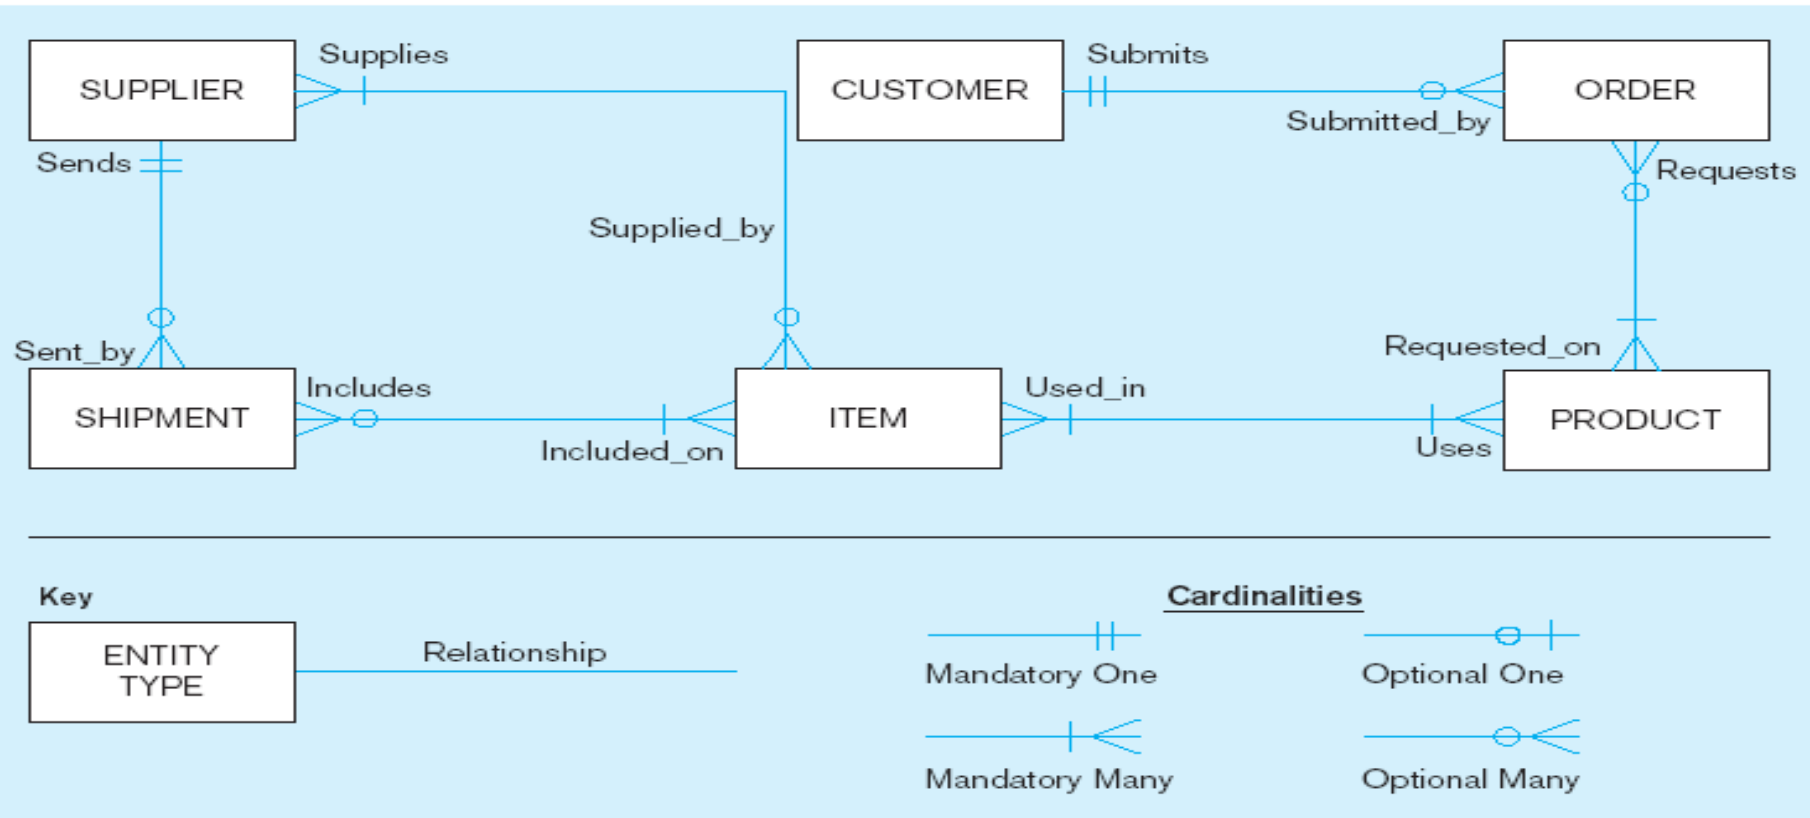 Supplies
Submits
SUPPLIER
CUSTOMER
ORDER
Submitted_by
Sends
Requests
Supplied_by
Sent_by
Requested_on
Includes
Used_in
SHIPMENT
ITEM
PRODUCT
Included_on
Uses
Key
Cardinalities
ENTITY
TYPE
Relationship
Mandatory One
Optional One
Mandatory Many
Optional Many